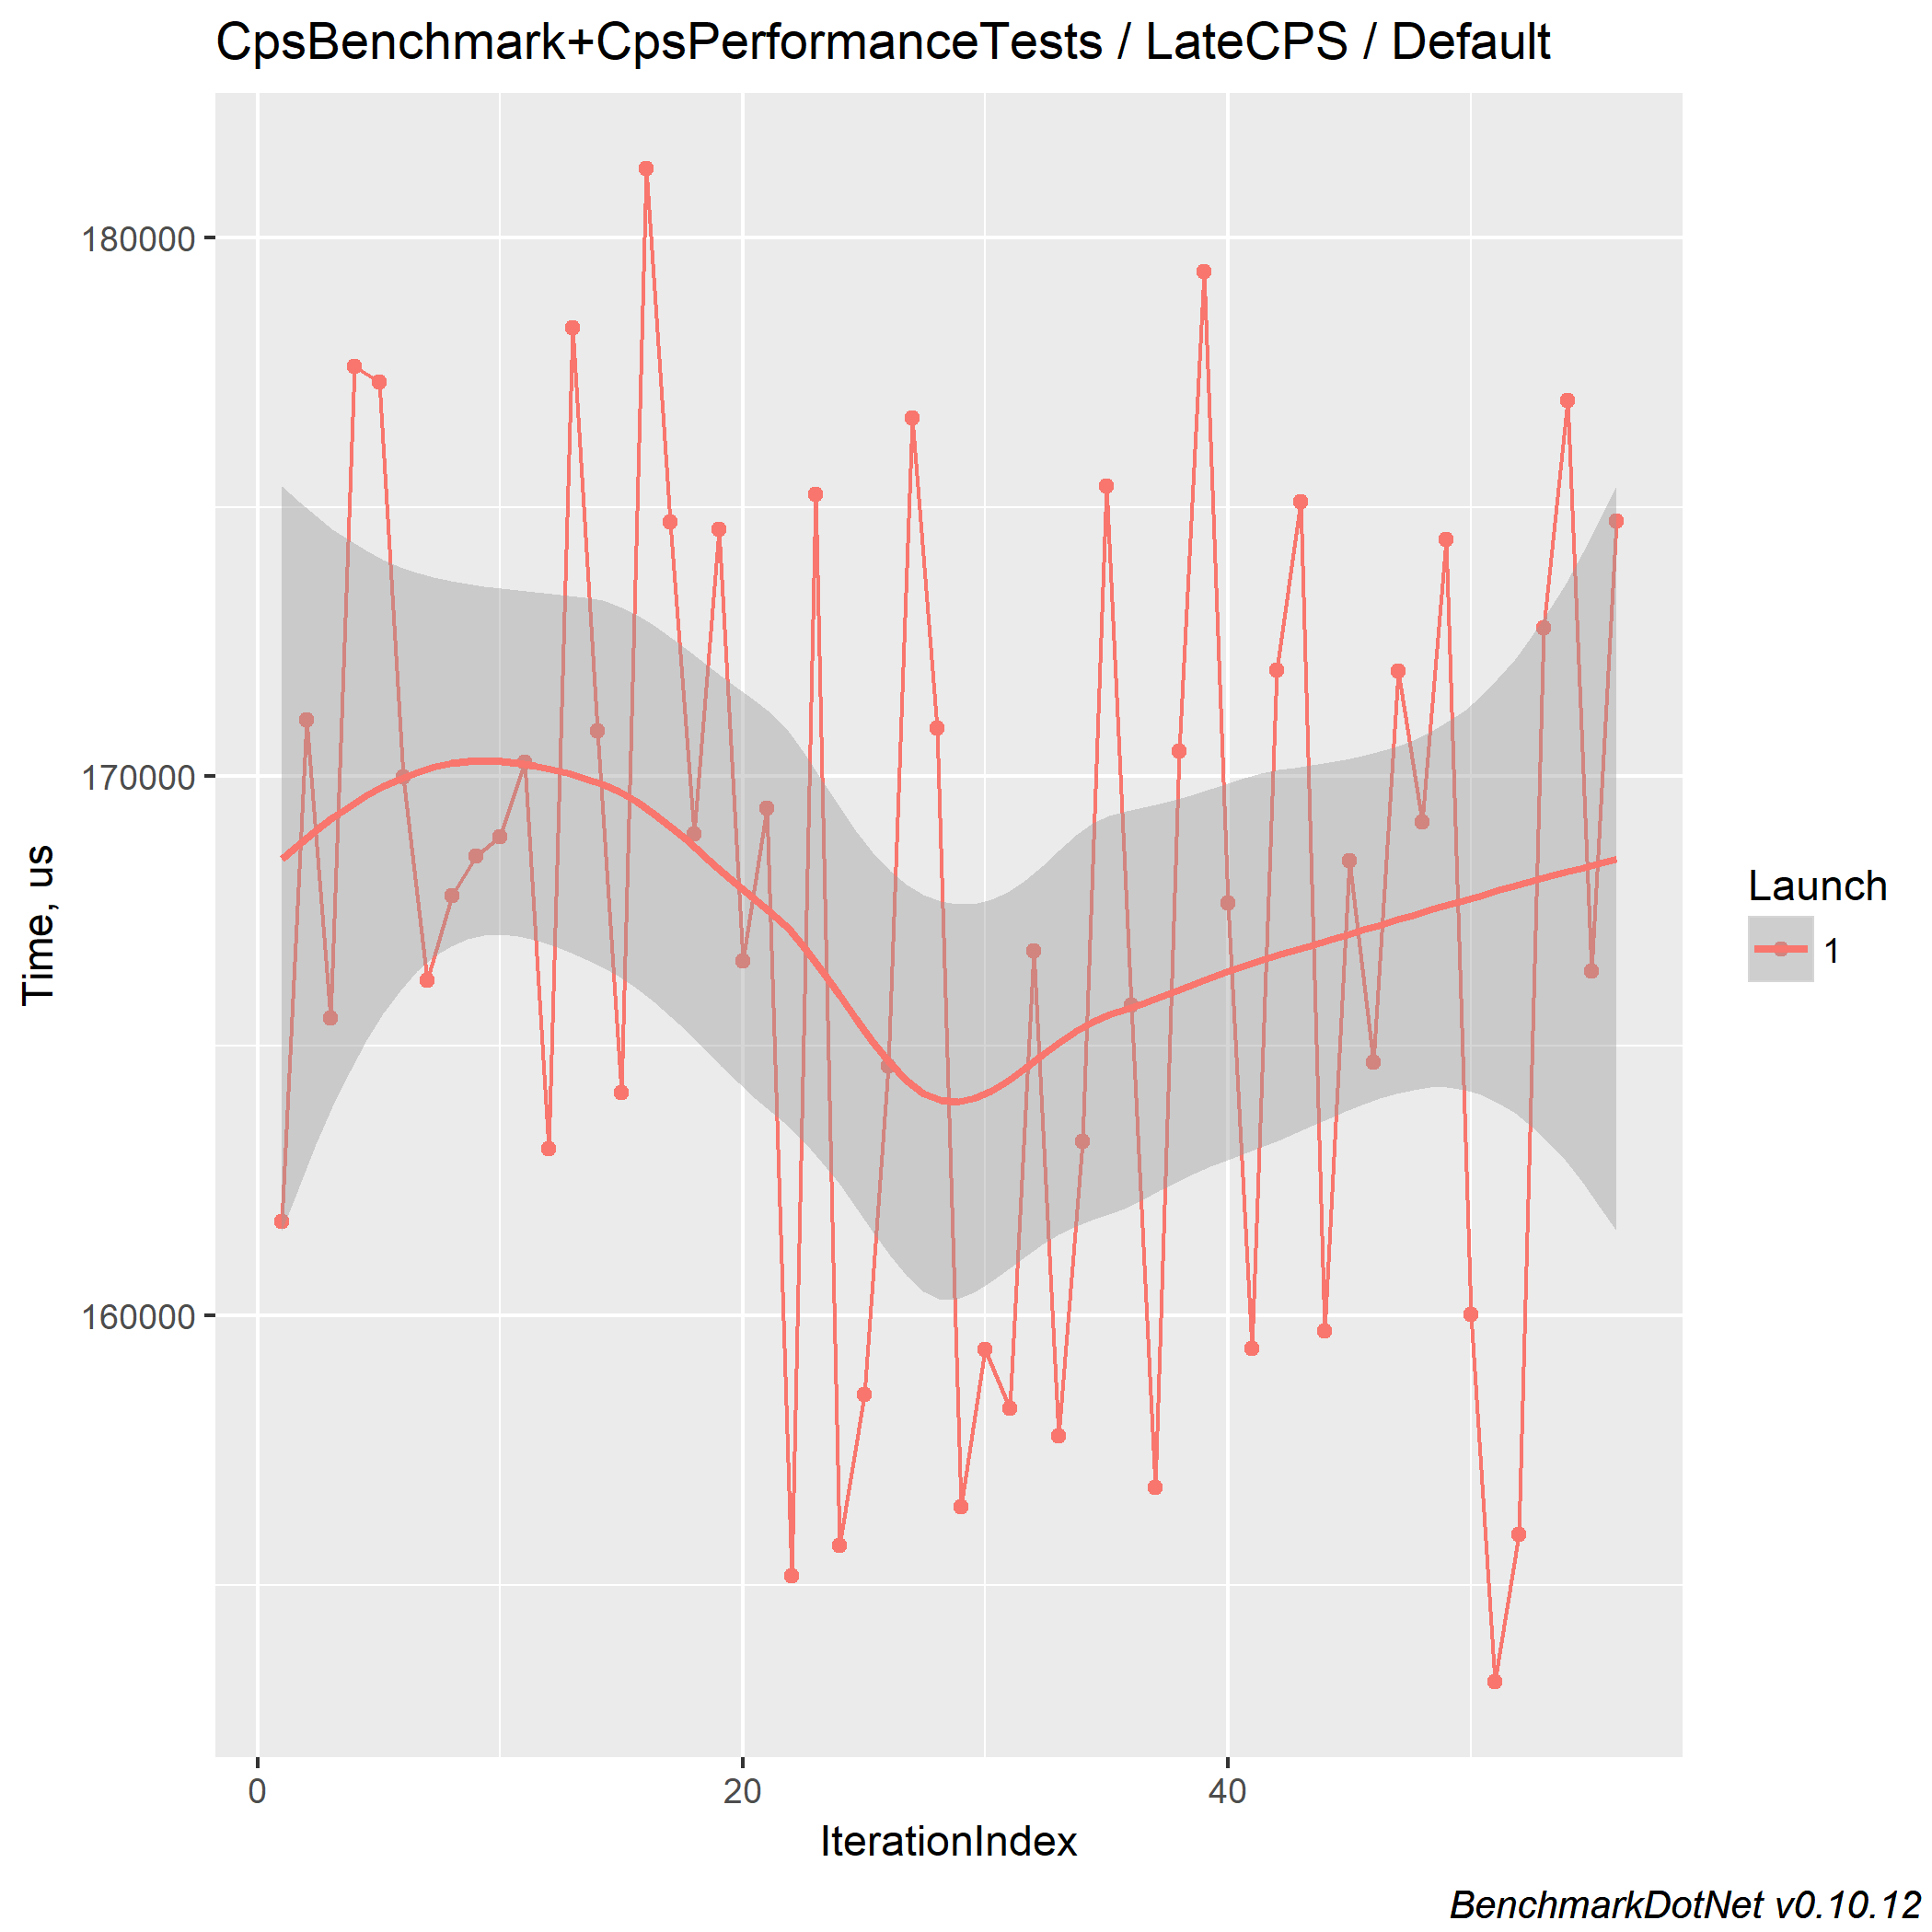 CpsBenchmark+CpsPerformanceTests / LateCPS / Default
180000
170000
160000
Time, us
0 20 40
IterationIndex
Launch
1
BenchmarkDotNet v0.10.12